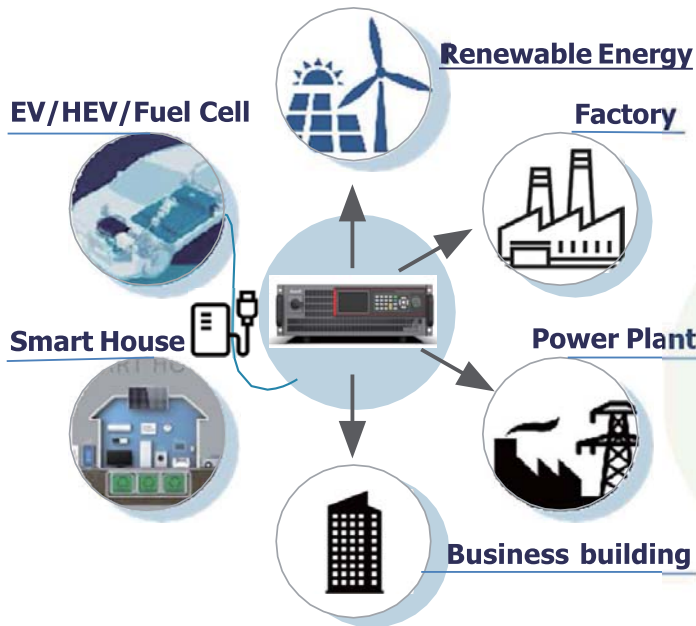 Renewable Energy
EV/HEV/Fuel Cell
Factory
Smart House
Power Plant
Business building